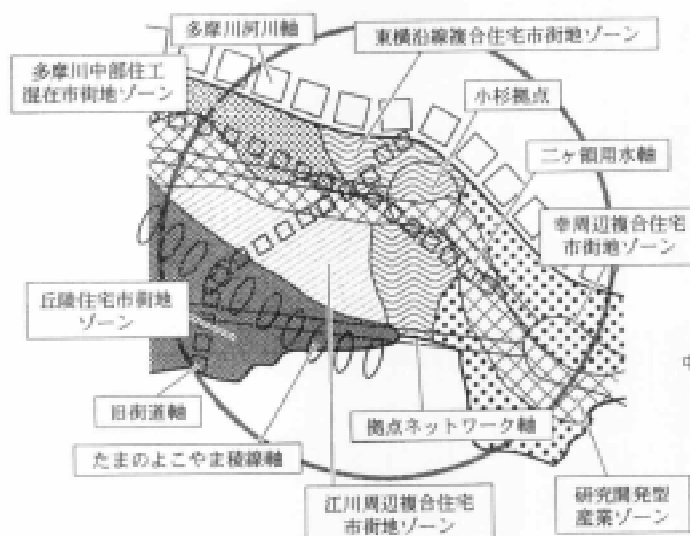 多摩川河川軸
東横沿線複合住宅市街地ゾーン
多摩川中部住工
混在市街地ゾーン
小杉拠点
二ヶ領用水軸
幸周辺複合住宅
市街地ゾーン
丘陵住宅市街地
ゾーン
旧街道軸
拠点ネットワーク軸
たまのよこやま稜線軸
江川周辺複合住宅
市街地ゾーン
研究開発型
産業ゾーン
中